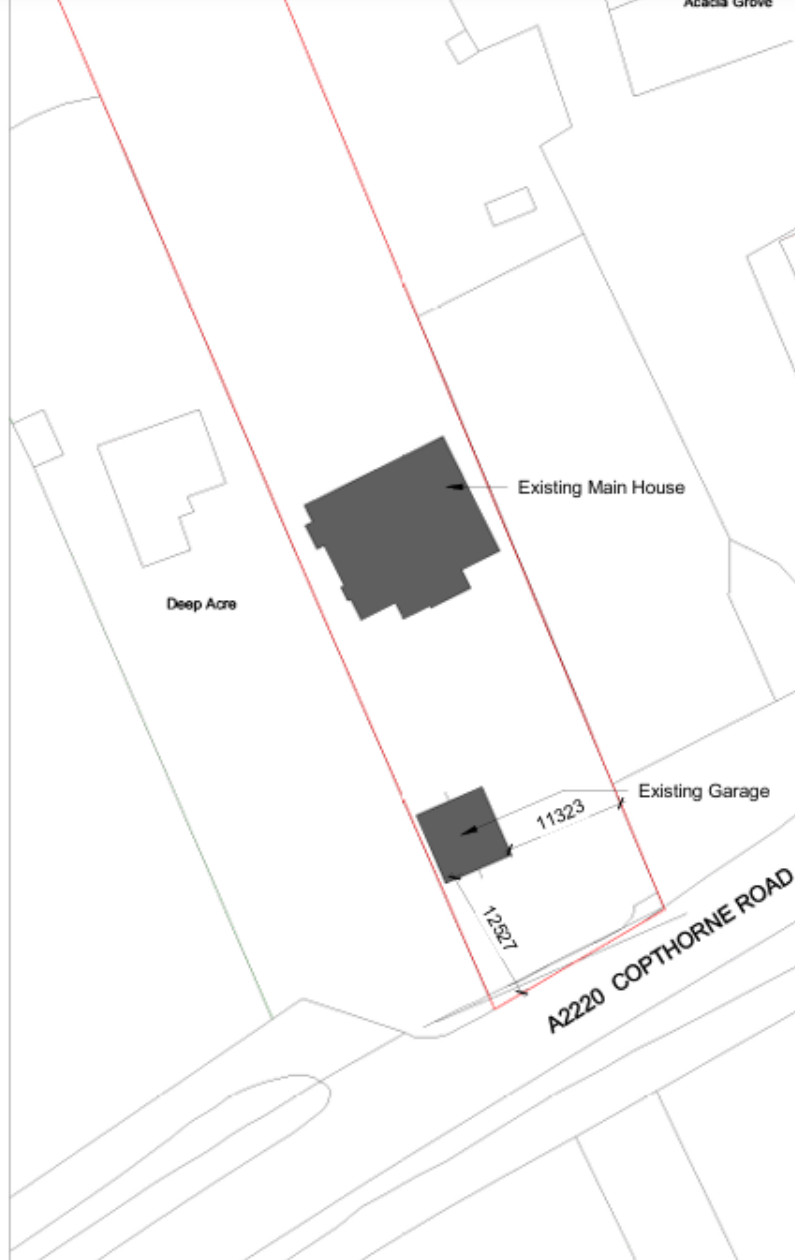 Acacia Grove
Existing Main House
Deep Acre
Existing Garage
11323
12527
A2220 COPTHORNE ROAD